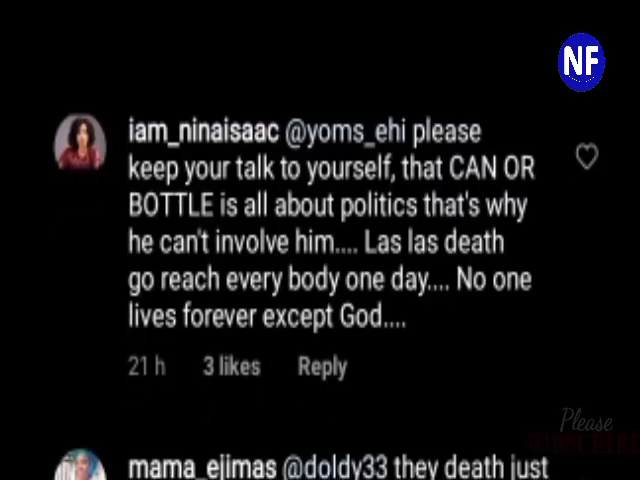 NF
iam_ninaisaac @yoms_ehi please
keep your talk to yourself, that CAN OR
BOTTLE is all about politics that's why
he can't involve him.... Las las death
go reach every body one day.... No one
lives forever except God....
21 h 3 likes Reply
Please
mama_ejimas @doldy33 they death just